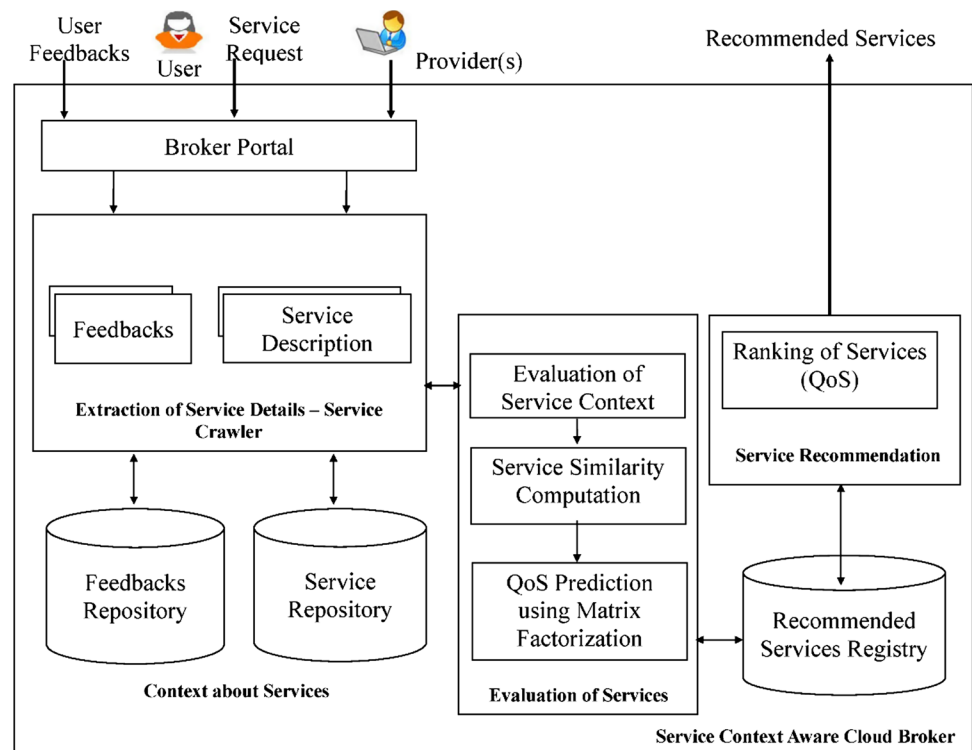 User
Feedbacks
User
Service
Request
Provider(s)
Recommended Services
Broker Portal
Feedbacks
Service
Description
Extraction of Service Details – Service
Crawler
Evaluation of
Service Context
Service Similarity
Computation
QoS Prediction
using Matrix
Factorization
Evaluation of Services
Ranking of Services
(QoS)
Service Recommendation
Feedbacks
Repository
Service
Repository
Context about Services
Recommended
Services Registry
Service Context Aware Cloud Broker